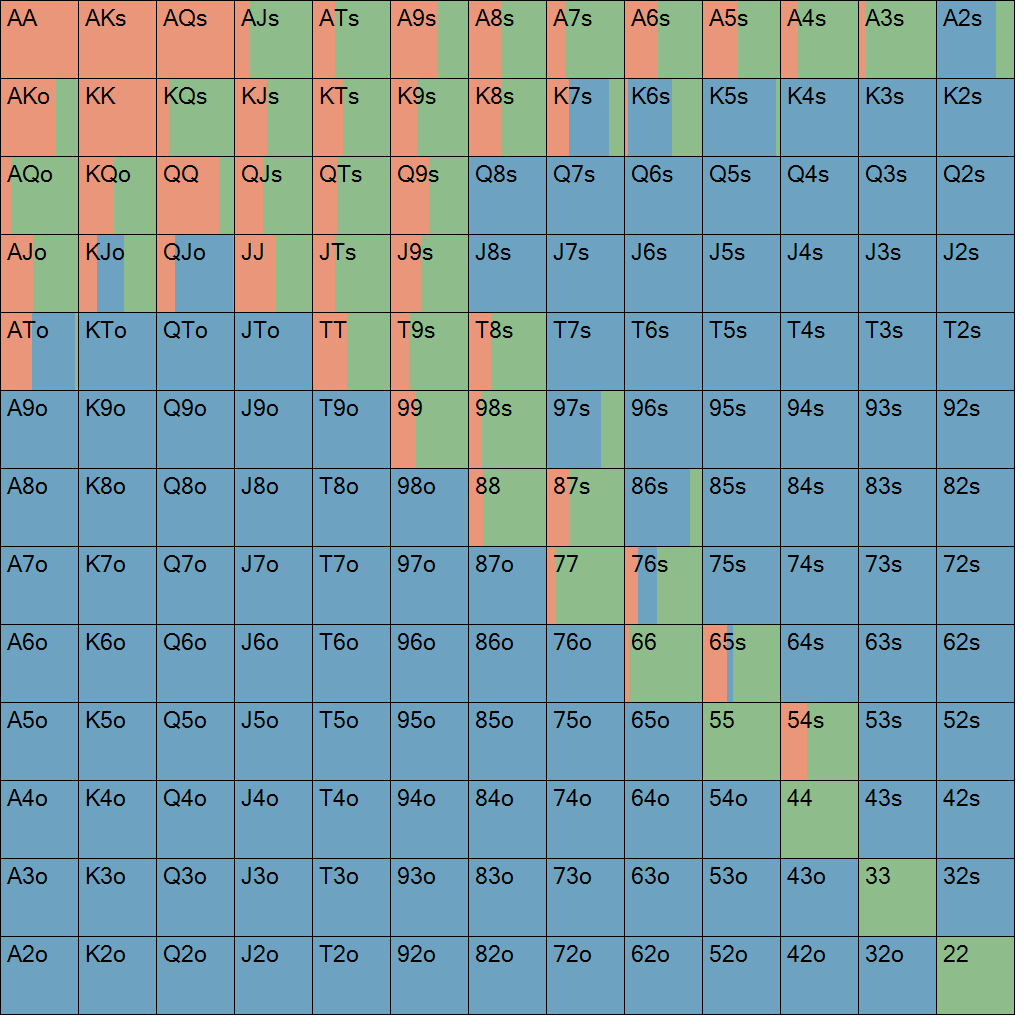 AA AKs AQs AJs ATs A9s A8s A7s A6s A5s A4s A3s A2s
AKo KK KQs KJs KTs K9s K8s K7s K6s K5s K4s K3s K2s
AQo KQo QQ QJs QTs Q9s Q8s Q7s Q6s Q5s Q4s Q3s Q2s
AJo KJo QJo JJ JTs J9s J8s J7s J6s J5s J4s J3s J2s
ATo KTo QTo JTo TT T9s T8s T7s T6s T5s T4s T3s T2s
A9o K9o Q9o J9o T9o 99 98s 97s 96s 95s 94s 93s 92s
A8o K8o Q8o J8o T8o 98o 88 87s 86s 85s 84s 83s 82s
A7o K7o Q7o J7o T7o 97o 87o 77 76s 75s 74s 73s 72s
A6o K6o Q6o J6o T6o 96o 86o 76o 66 65s 64s 63s 62s
A5o K5o Q5o J5o T5o 95o 85o 75o 65o 55 54s 53s 52s
A4o K4o Q4o J4o T4o 94o 84o 74o 64o 54o 44 43s 42s
A3o K3o Q3o J3o T3o 93o 83o 73o 63o 53o 43o 33 32s
A2o K2o Q2o J2o T2o 92o 82o 72o 62o 52o 42o 32o 22